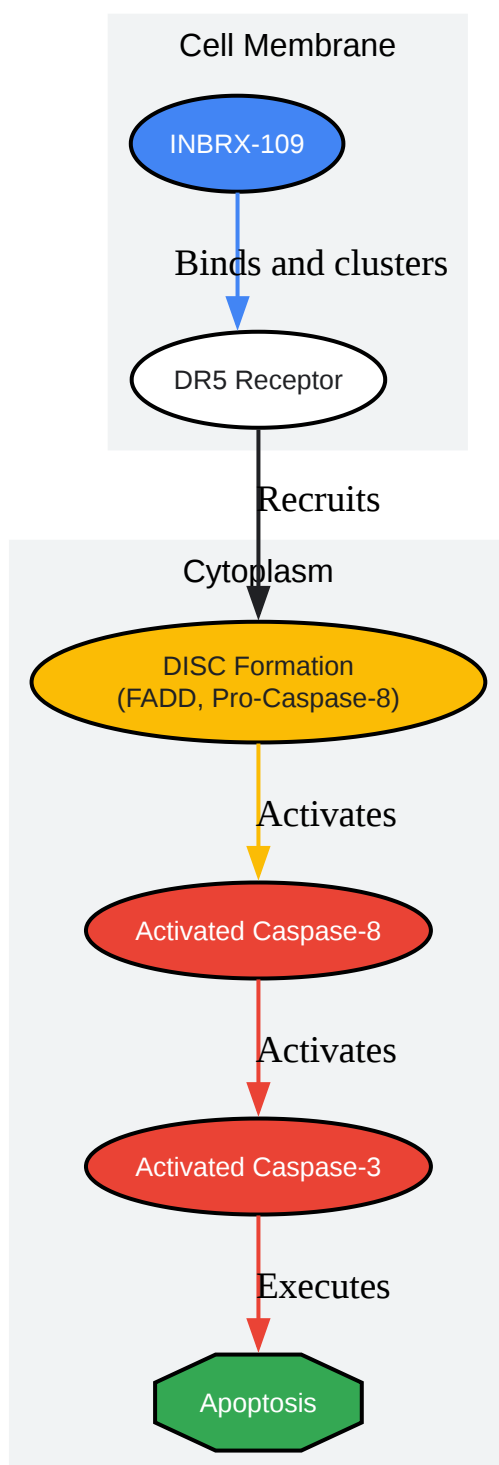 Cell Membrane
INBRX-109
Binds and clusters
DR5 Receptor
Recruits
Cytoplasm
DISC Formation
(FADD, Pro-Caspase-8)
Activates
Activated Caspase-8
Activates
Activated Caspase-3
Executes
Apoptosis